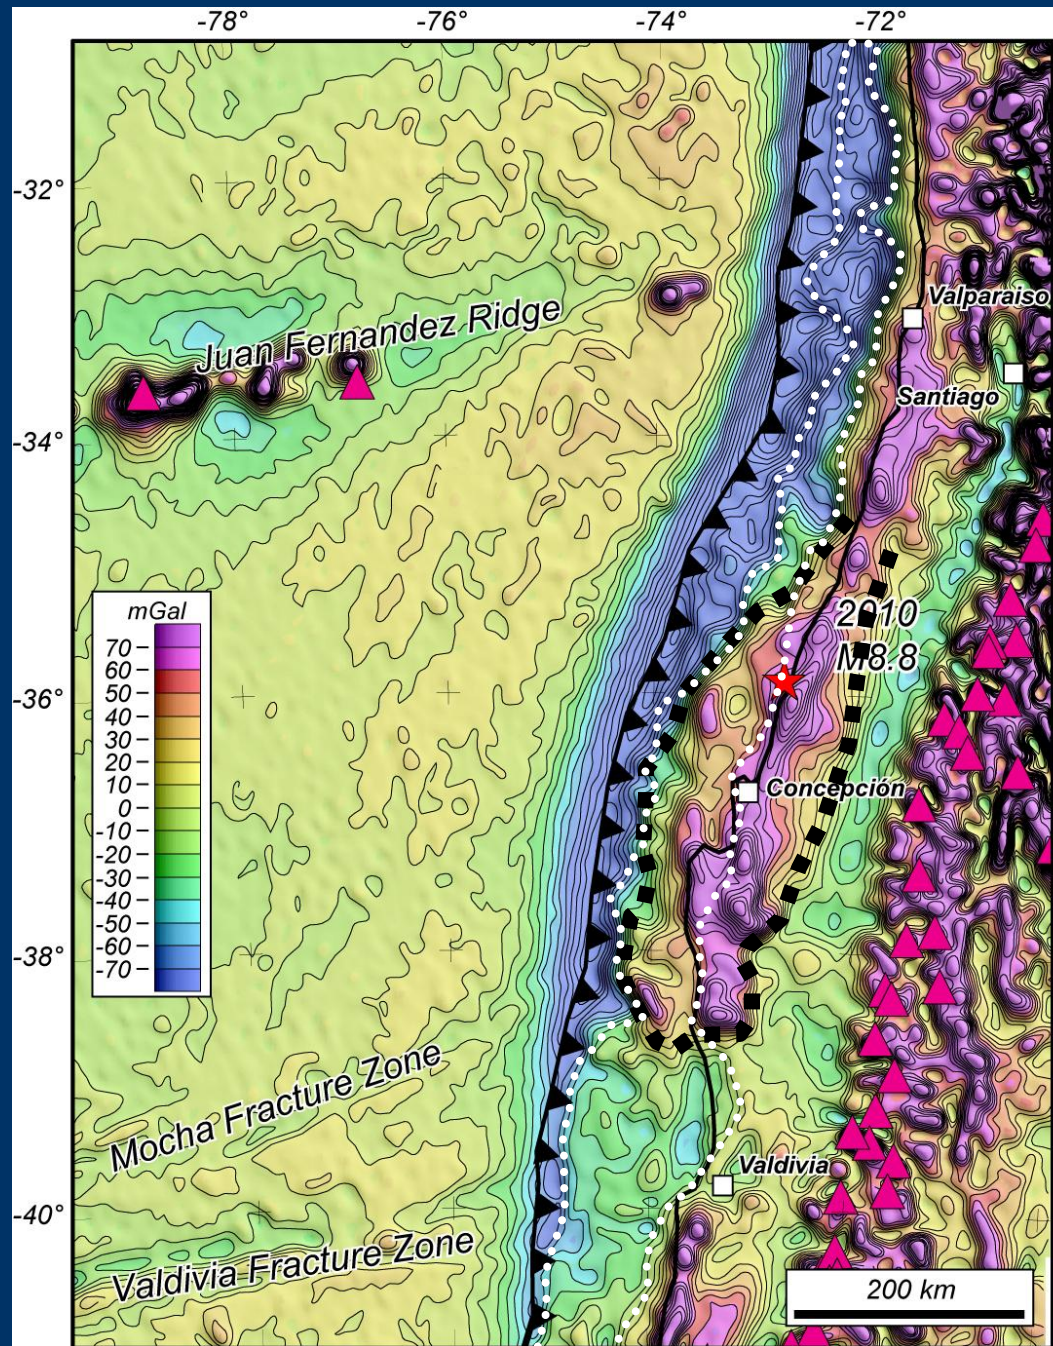 -78°
-76°
-74°
-72°
-32°
Juan Fernandez Ridge
Valparaiso
Santiago
-34°
mGal
70
60
50
40
30
20
10
0
-10
-20
-30
-40
-50
-60
-70
2010
M8.8
-36°
Concepción
-38°
Mocha Fracture Zone
Valdivia
-40°
Valdivia Fracture Zone
200 km